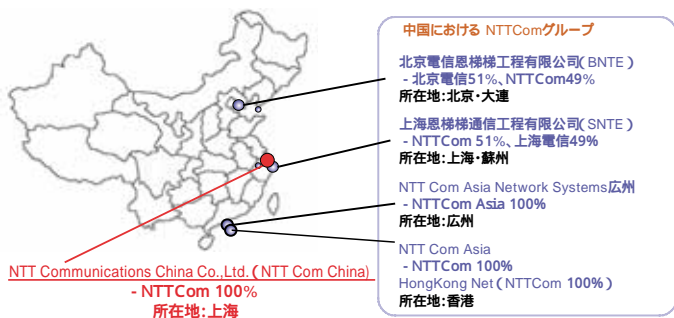 中国における NTTComグループ
北京電信恩梯梯工程有限公司(BNTE)
- 北京電信51%、NTTCom49%
所在地:北京・大連
上海恩梯梯通信工程有限公司(SNTE)
- NTTCom 51%、上海電信49%
所在地:上海・蘇州
NTT Com Asia Network Systems広州
- NTTCom Asia 100%
所在地:広州
NTT Com Asia
- NTTCom 100%
HongKong Net(NTTCom 100%)
所在地:香港
NTT Communications China Co.,Ltd.(NTT Com China)
- NTTCom 100%
所在地:上海